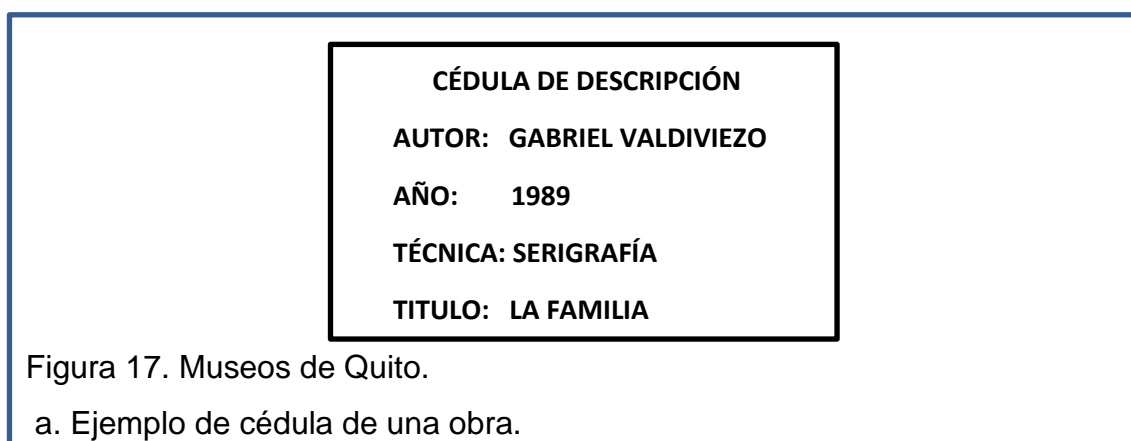 CÉDULA DE DESCRIPCIÓN
AUTOR: GABRIEL VALDIVIEZO
AÑO: 1989
TÉCNICA: SERIGRAFÍA
TITULO: LA FAMILIA
Figura 17. Museos de Quito.
a. Ejemplo de cédula de una obra.